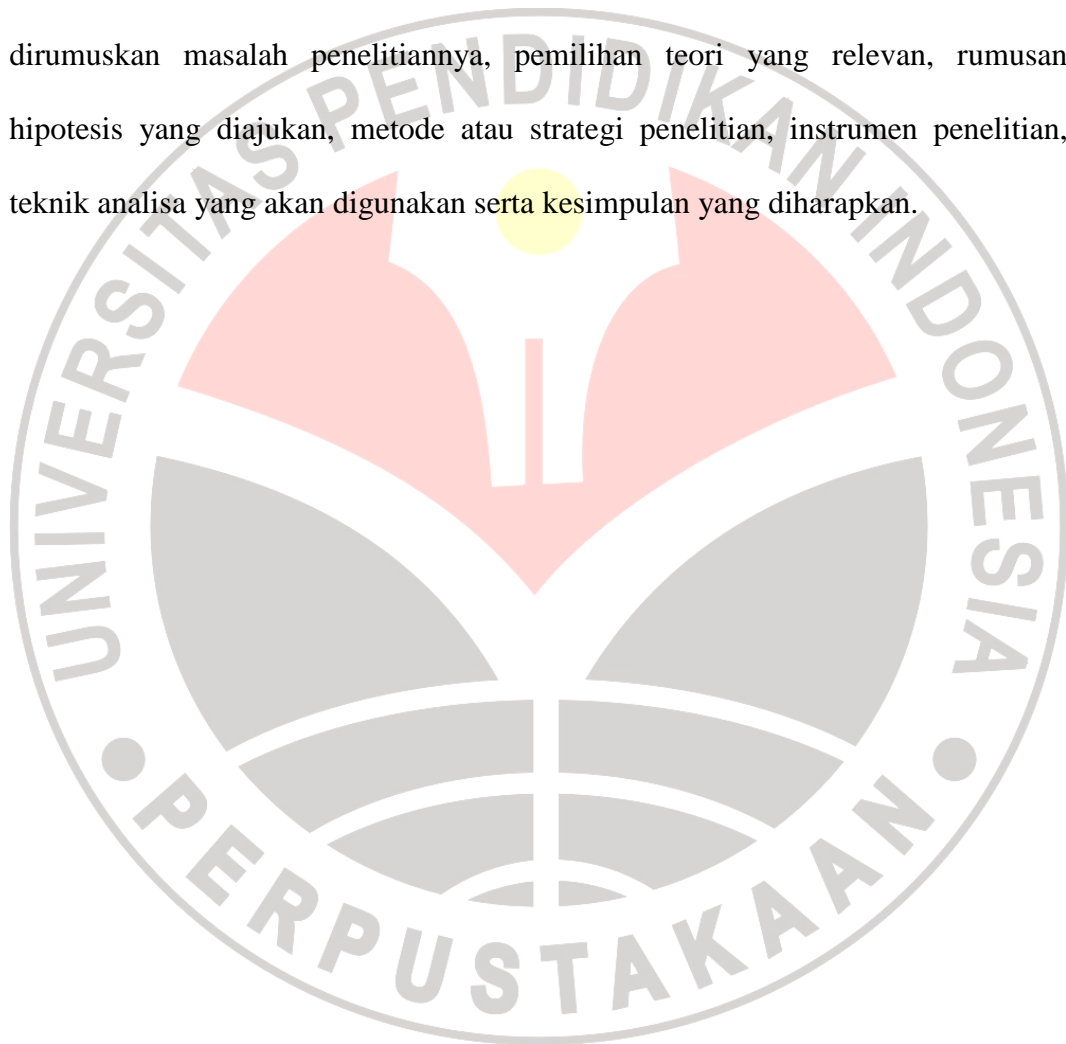 dirumuskan masalah penelitiannya, pemilihan teori yang relevan, rumusan
hipotesis yang diajukan, metode atau strategi penelitian, instrumen penelitian,
teknik analisa yang akan digunakan serta kesimpulan yang diharapkan.
UNIVERSITAS PENDIDIKAN INDONESIA
PERPUSTAKAAN